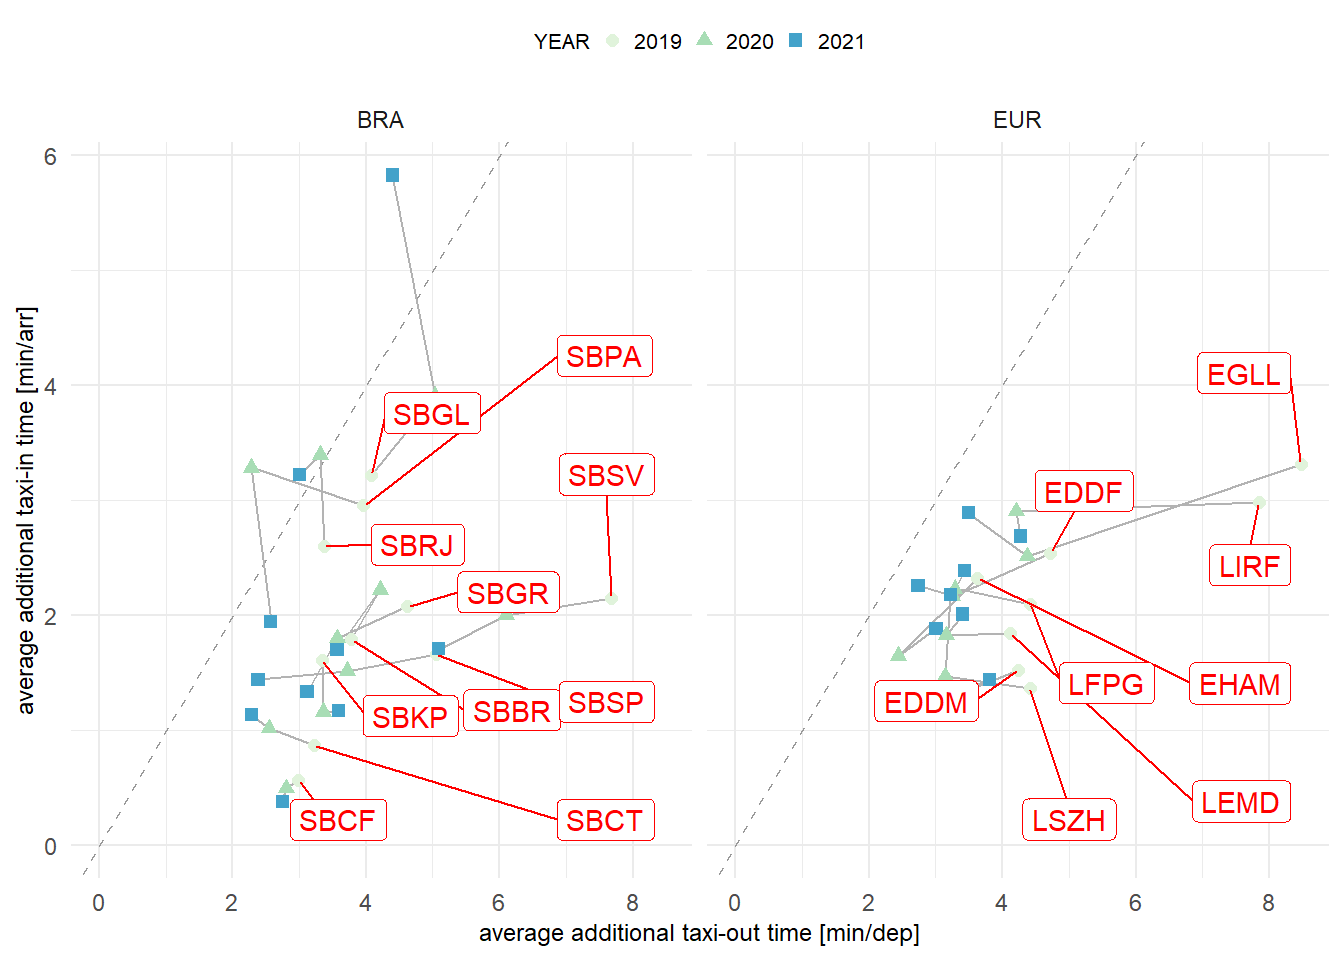 YEAR 2019 2020 2021
BRA EUR
average additional taxi-in time [min/arr]
6
4
2
0
SBPA
SBGL
SBSV
SBRJ
SBGR
SBSP
SBBR
SBKP
SBCT
SBCF
EGLL
EDDF
LIRF
LFPG
EHAM
EDDM
LEMD
LSZH
0 2 4 6 8 0 2 4 6 8
average additional taxi-out time [min/dep]